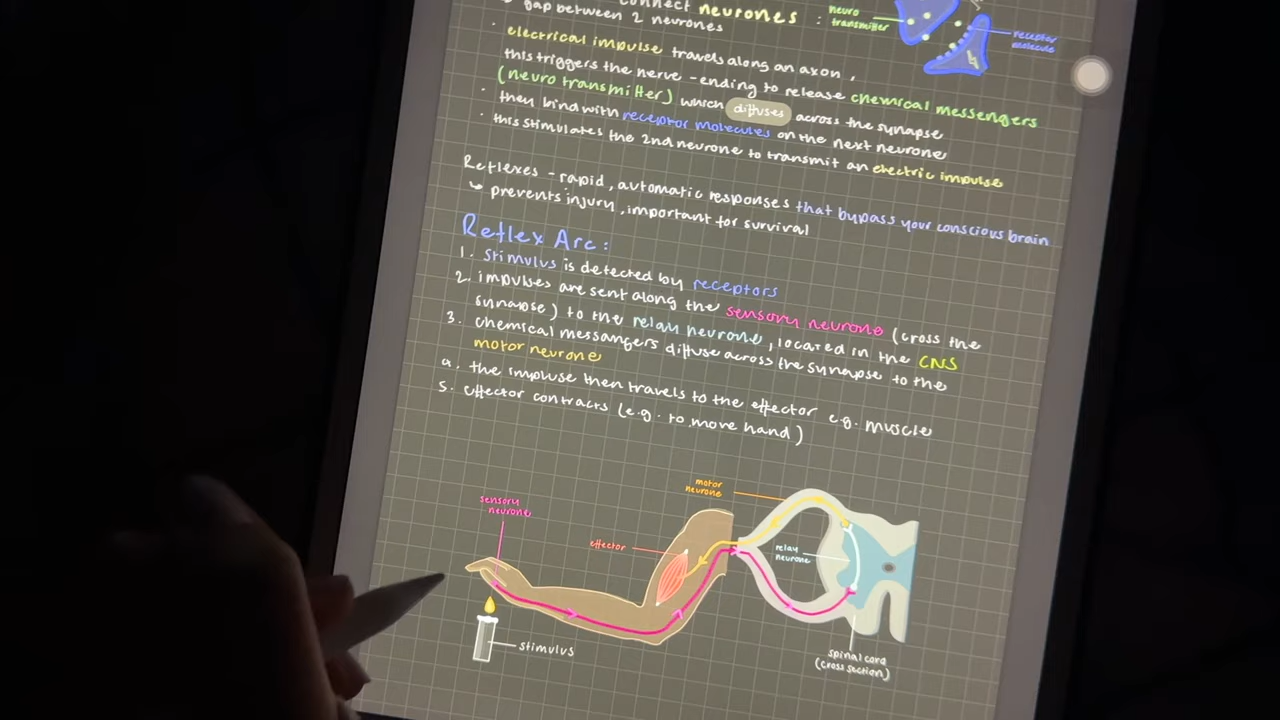 connect neurones :
gap between 2 neurones
neuro
transmitter
receptor
molecule
· electrical impulse travels along an axon ,
this triggers the nerve-ending to release chemical messengers
(neuro transmitter) which diffuses across the synapse
· then bind with receptor molecules on the next neurone
· this stimulates the 2nd neurone to transmit an electric impulse
Reflexes - rapid, automatic responses that bypass your conscious brain
↳ prevents injury, important for survival
Reflex Arc:
1. stimulus is detected by receptors
2. impulses are sent along the sensory neurone (cross the
synapse) to the relay neurone, located in the CNS
3. chemical messangers diffuse across the synapse to the
motor neurone
4. the impulse then travels to the effector e.g. muscle
5. effector contracts (e.g. to move hand)
motor
neurone
sensory
neurone
effector
relay
neurone
stimulus
spinal cord
(cross section)